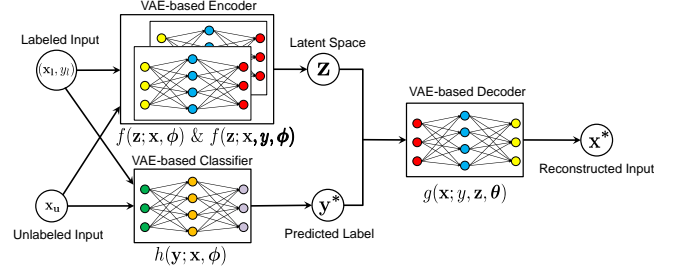 VAE-based Encoder
Labeled Input
Latent Space
(x_l, y_l)
z
VAE-based Decoder
f(z; x, ϕ) & f(z; x, y, ϕ)
VAE-based Classifier
x*
Reconstructed Input
x_u
y*
g(x; y, z, θ)
Unlabeled Input
Predicted Label
h(y; x, ϕ)